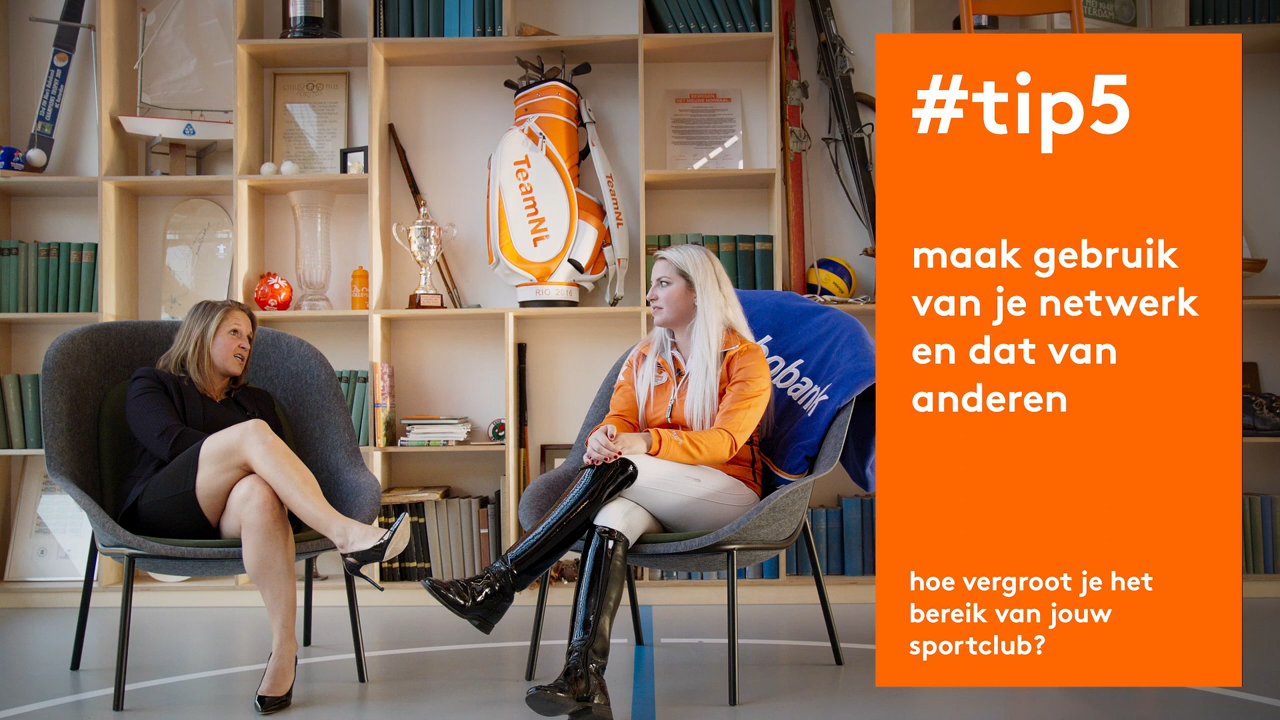 #tip5
maak gebruik
van je netwerk
en dat van
anderen
hoe vergroot je het
bereik van jouw
sportclub?
TeamNL
TeamNL
RIO 2016